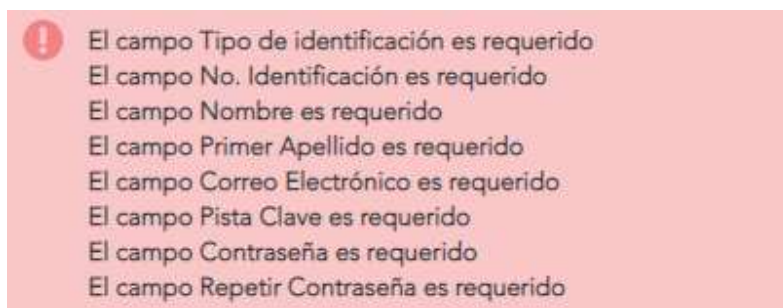 El campo Tipo de identificación es requerido
El campo No. Identificación es requerido
El campo Nombre es requerido
El campo Primer Apellido es requerido
El campo Correo Electrónico es requerido
El campo Pista Clave es requerido
El campo Contraseña es requerido
El campo Repetir Contraseña es requerido